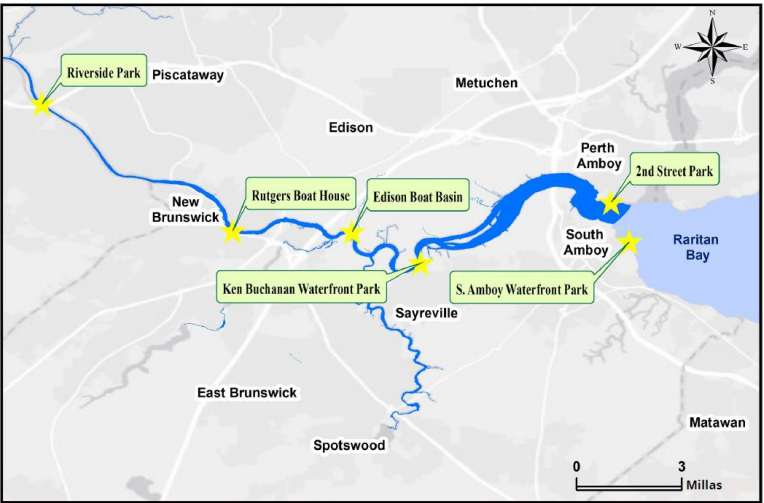 N
W
E
S
Riverside Park
Piscataway
Metuchen
Edison
Perth
Amboy
2nd Street Park
New
Brunswick
Rutgers Boat House
Edison Boat Basin
South
Amboy
Raritan
Bay
Ken Buchanan Waterfront Park
S. Amboy Waterfront Park
Sayreville
East Brunswick
Matawan
Spotswood
0
3
Millas